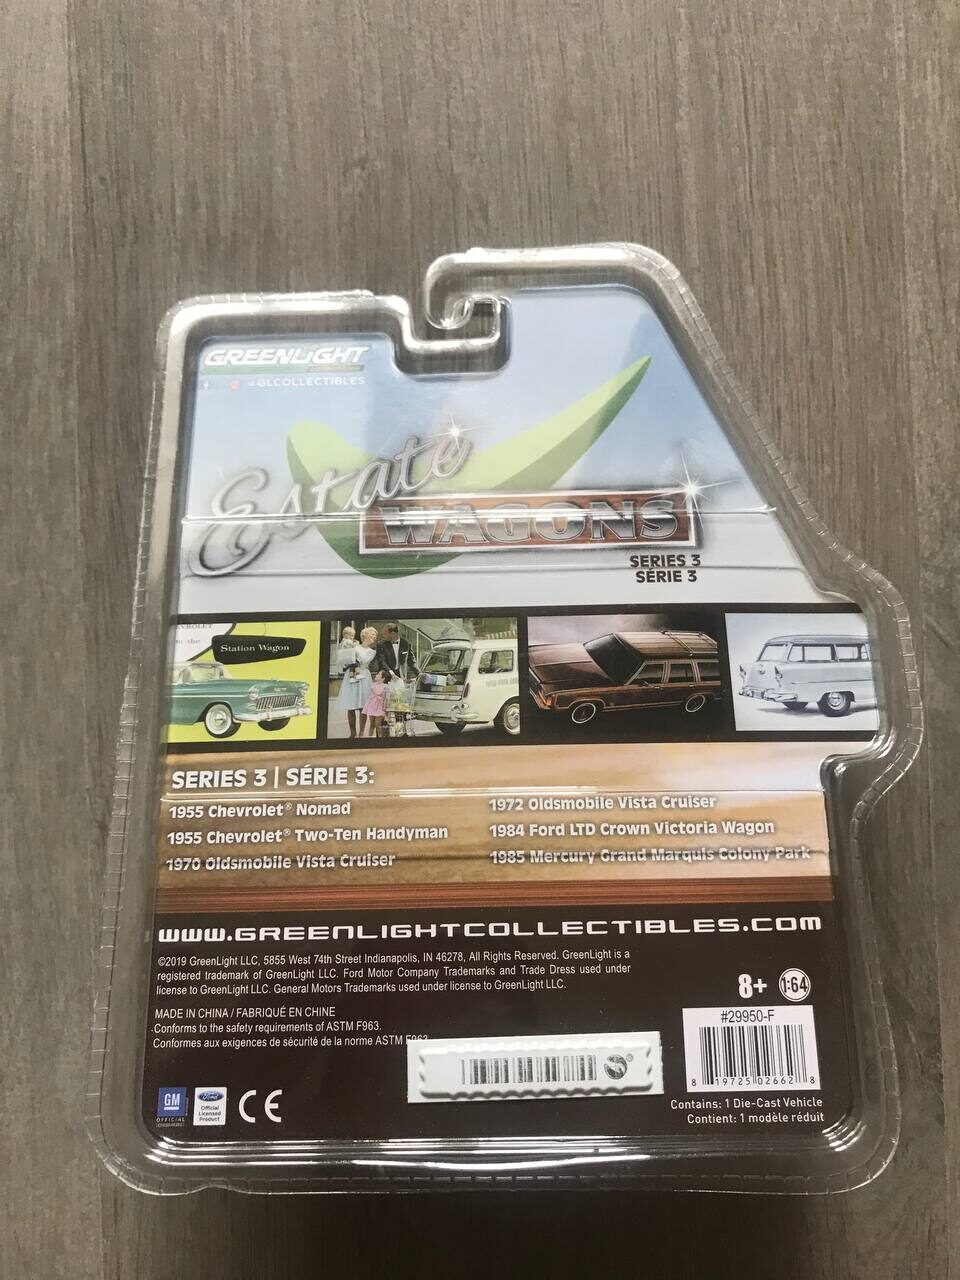 GREENLIGHT
@GLCOLLECTIBLES
Estate
WAGONS
SERIES 3
SÉRIE 3
to the
Station Wagon
SERIES 3 | SÉRIE 3:
1955 Chevrolet® Nomad
1955 Chevrolet® Two-Ten Handyman
1970 Oldsmobile Vista Cruiser
1972 Oldsmobile Vista Cruiser
1984 Ford LTD Crown Victoria Wagon
1985 Mercury Grand Marquis Colony Park
WWW.GREENLIGHTCOLLECTIBLES.COM
©2019 GreenLight LLC, 5855 West 74th Street Indianapolis, IN 46278, All Rights Reserved. GreenLight is a
registered trademark of GreenLight LLC. Ford Motor Company Trademarks and Trade Dress used under
license to GreenLight LLC. General Motors Trademarks used under license to GreenLight LLC.
8+
1:64
MADE IN CHINA / FABRIQUÉ EN CHINE
Conforms to the safety requirements of ASTM F963.
Conformes aux exigences de sécurité de la norme ASTM F963
#29950-F
8 19725 02662 8
Contains: 1 Die-Cast Vehicle
Contient: 1 modèle réduit
GM
OFFICIAL
Ford
Official
Licensed
Product
CE